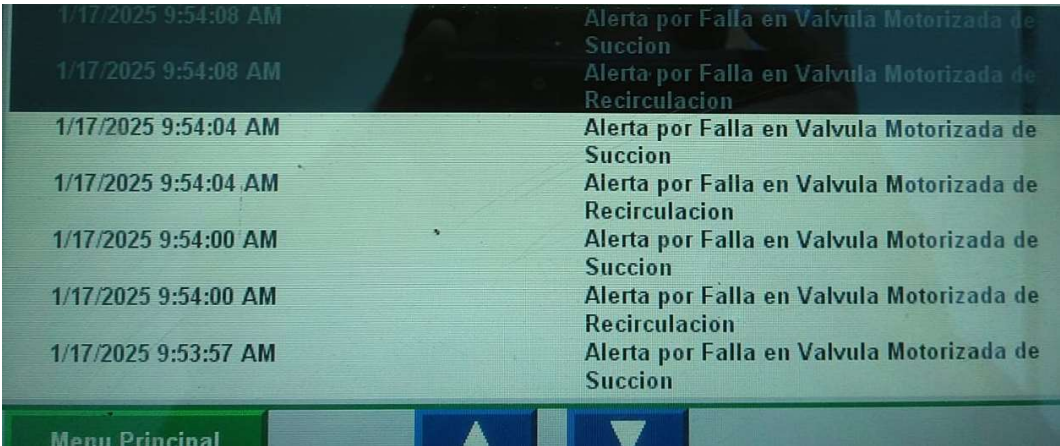 1/17/2025 9:54:08 AM Alerta por Falla en Valvula Motorizada de
Succion
1/17/2025 9:54:08 AM Alerta por Falla en Valvula Motorizada de
Recirculacion
1/17/2025 9:54:04 AM Alerta por Falla en Valvula Motorizada de
Succion
1/17/2025 9:54:04 AM Alerta por Falla en Valvula Motorizada de
Recirculacion
1/17/2025 9:54:00 AM Alerta por Falla en Valvula Motorizada de
Succion
1/17/2025 9:54:00 AM Alerta por Falla en Valvula Motorizada de
Recirculacion
1/17/2025 9:53:57 AM Alerta por Falla en Valvula Motorizada de
Succion
Menu Principal